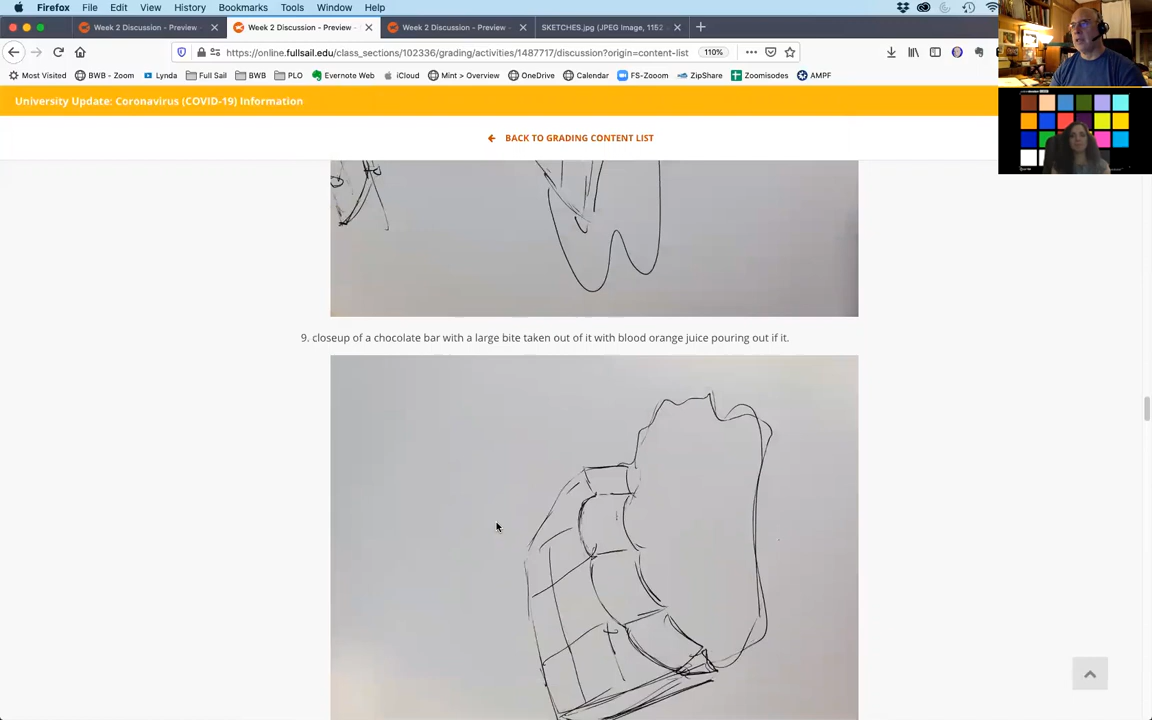 Firefox File Edit View History Bookmarks Tools Window Help
Week 2 Discussion - Preview Week 2 Discussion - Preview Week 2 Discussion - Preview SKETCHES.jpg (JPEG Image, 1152
https://online.fullsail.edu/class_sections/102336/grading/activities/1487717/discussion?origin=content-list 110%
Most Visited BWB - Zoom Lynda Full Sail BWB PLO Evernote Web iCloud Mint > Overview OneDrive Calendar FS-Zooom ZipShare Zoomisodes AMPF
University Update: Coronavirus (COVID-19) Information
BACK TO GRADING CONTENT LIST
9. closeup of a chocolate bar with a large bite taken out of it with blood orange juice pouring out if it.